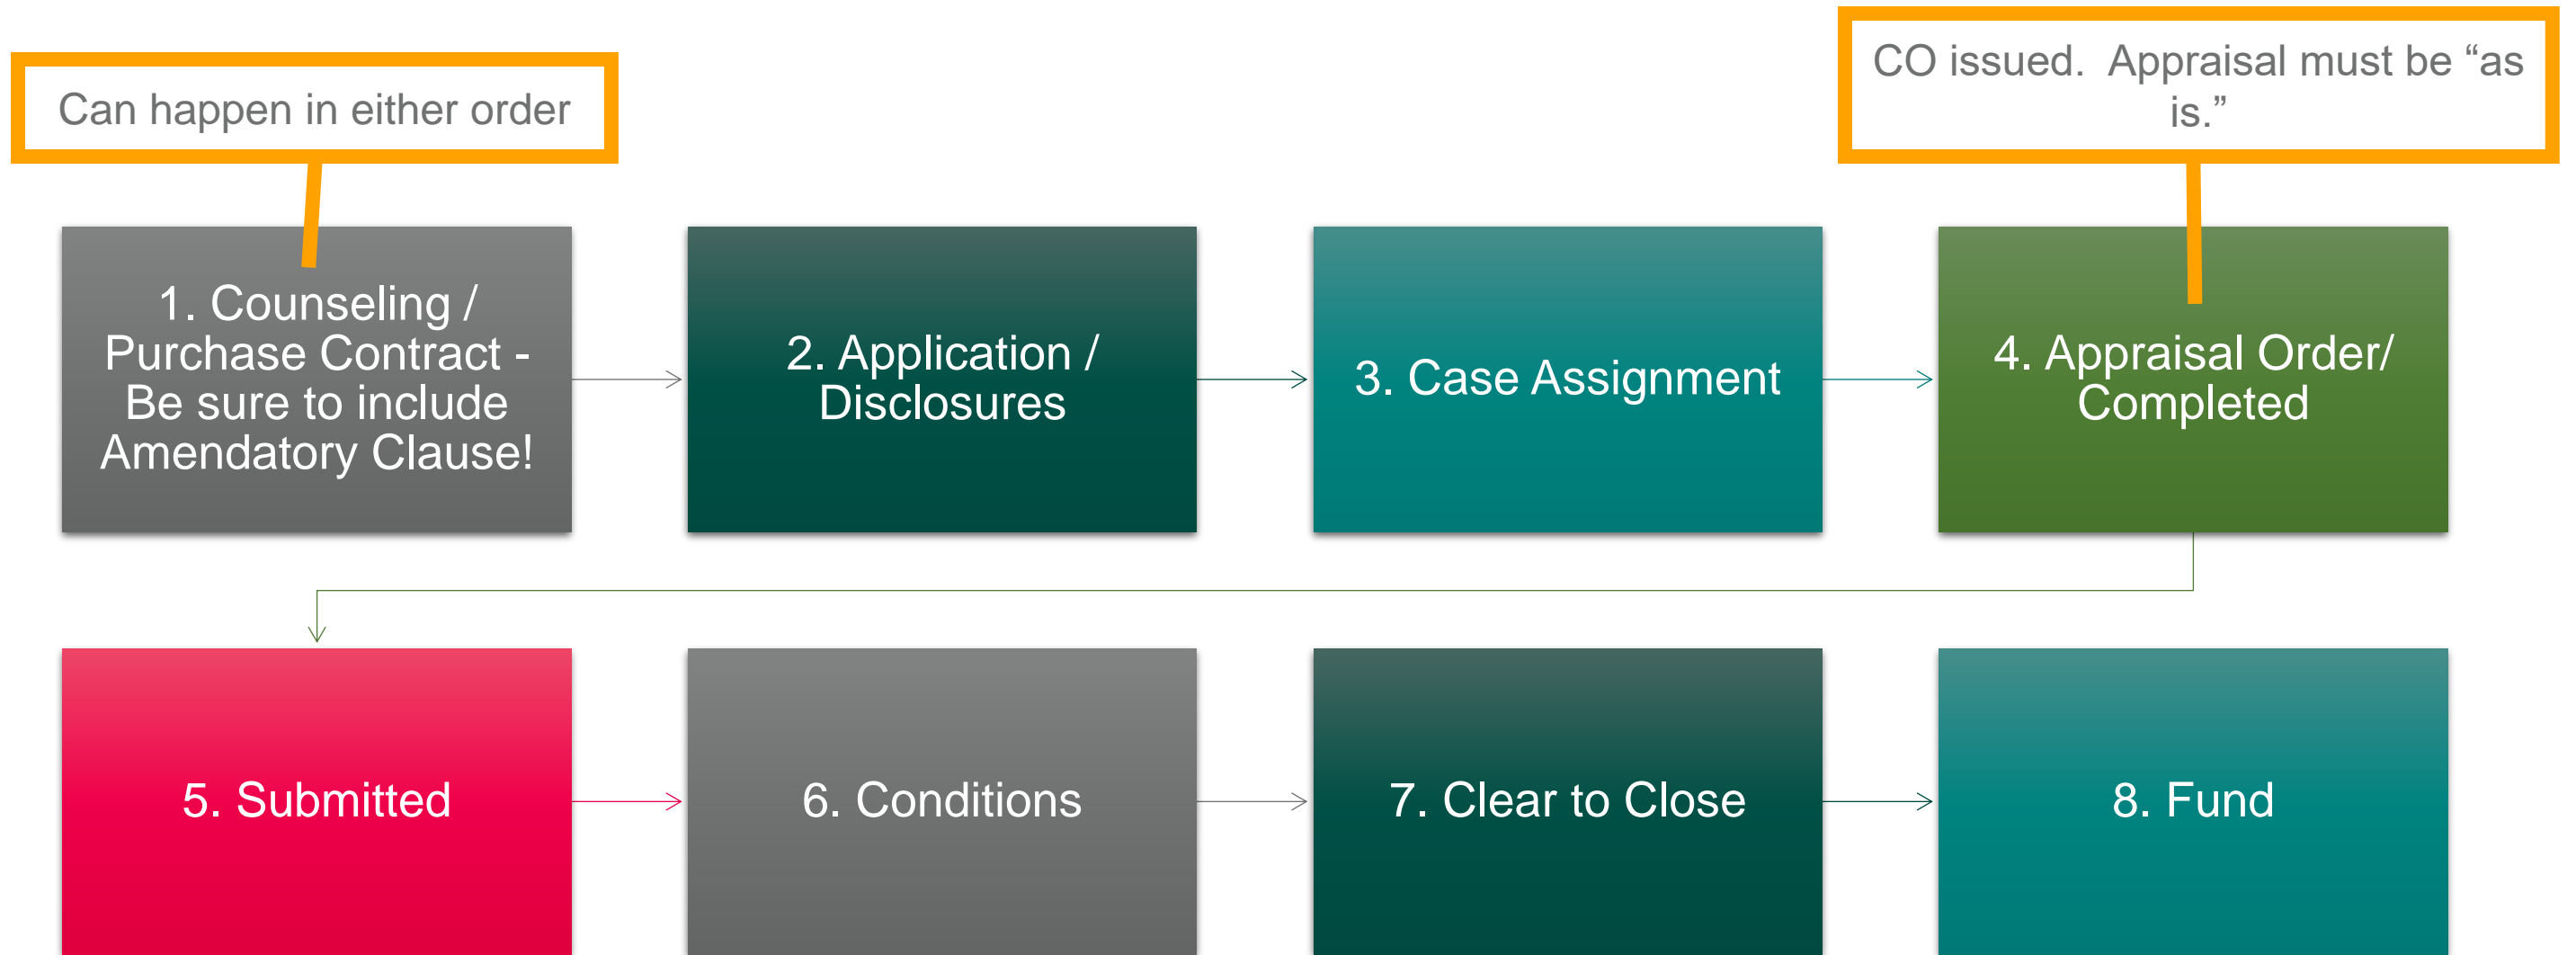 Can happen in either order
CO issued.  Appraisal must be “as
is.”
1. Counseling /
Purchase Contract -
Be sure to include
Amendatory Clause!
2. Application /
Disclosures
3. Case Assignment
4. Appraisal Order/
Completed
5. Submitted
6. Conditions
7. Clear to Close
8. Fund